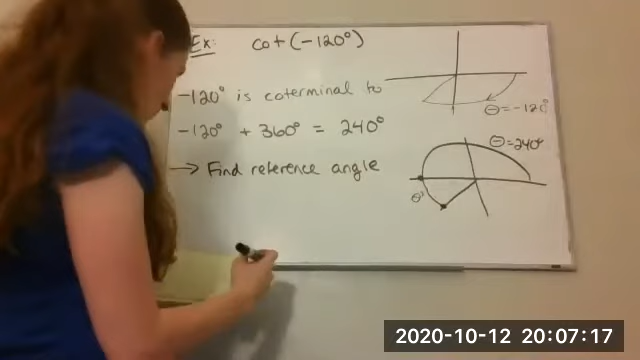 Ex: cot(-120°)
-120° is coterminal to
-120° + 360° = 240°
→ Find reference angle
Θ=-120°
Θ=240°
Θ'
2020-10-12 20:07:17